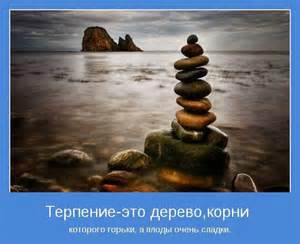 Терпение-это дерево,корни
которого горьки, а плоды очень сладки.